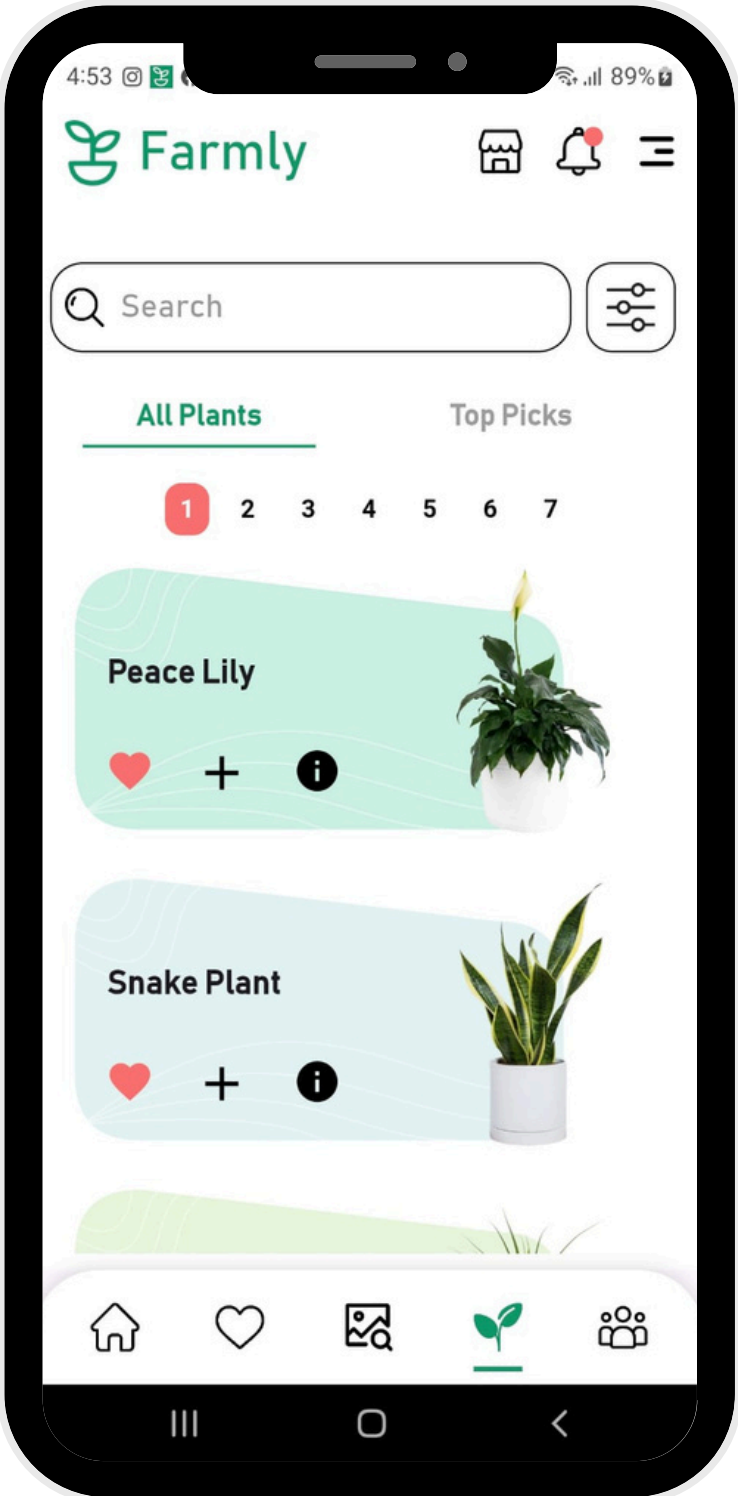 4:53 89%
Farmly
Search
All Plants Top Picks
1 2 3 4 5 6 7
Peace Lily
Snake Plant